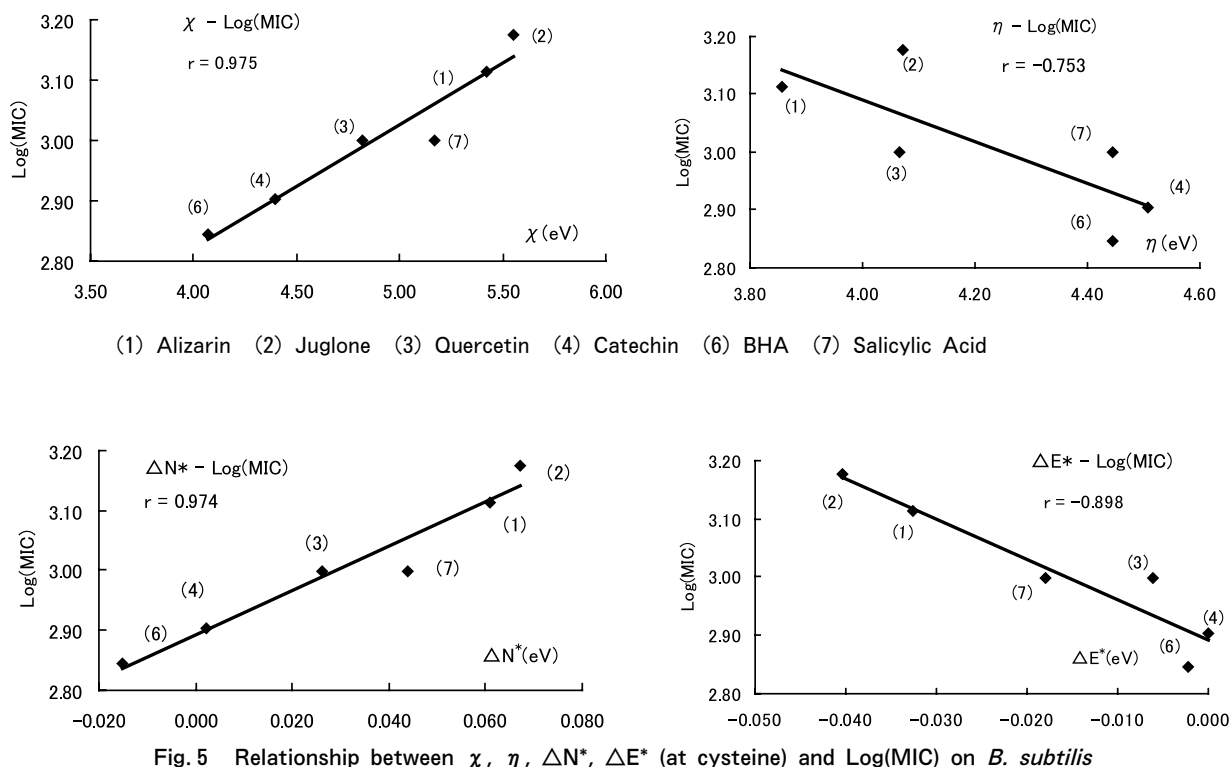 χ - Log(MIC)
r = 0.975
3.20
3.10
3.00
2.90
2.80
Log(MIC)
(2)
(1)
(3)
(7)
(4)
(6)
χ(eV)
3.50 4.00 4.50 5.00 5.50 6.00
η - Log(MIC)
r = -0.753
3.20
3.10
3.00
2.90
2.80
Log(MIC)
(2)
(1)
(7)
(3)
(4)
(6)
η(eV)
3.80 4.00 4.20 4.40 4.60
(1) Alizarin (2) Juglone (3) Quercetin (4) Catechin (6) BHA (7) Salicylic Acid
△N* - Log(MIC)
r = 0.974
3.20
3.10
3.00
2.90
2.80
Log(MIC)
(2)
(1)
(3)
(7)
(4)
(6)
△N*(eV)
-0.020 0.000 0.020 0.040 0.060 0.080
△E* - Log(MIC)
r = -0.898
3.20
3.10
3.00
2.90
2.80
Log(MIC)
(2)
(1)
(3)
(7)
(4)
(6)
△E*(eV)
-0.050 -0.040 -0.030 -0.020 -0.010 0.000
Fig. 5 Relationship between χ, η, △N*, △E* (at cysteine) and Log(MIC) on B. subtilis